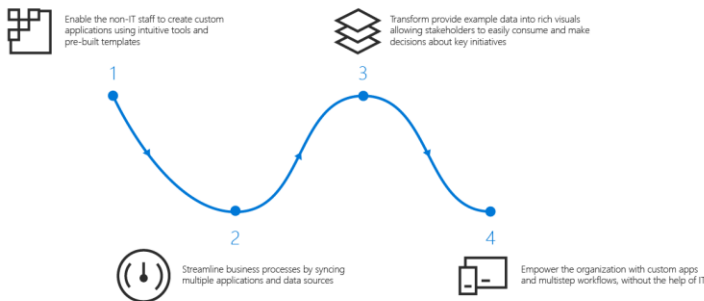 Enable the non-IT staff to create custom
applications using intuitive tools and
pre-built templates
1
Transform provide example data into rich visuals
allowing stakeholders to easily consume and make
decisions about key initiatives
3
2
Streamline business processes by syncing
multiple applications and data sources
4
Empower the organization with custom apps
and multistep workflows, without the help of IT